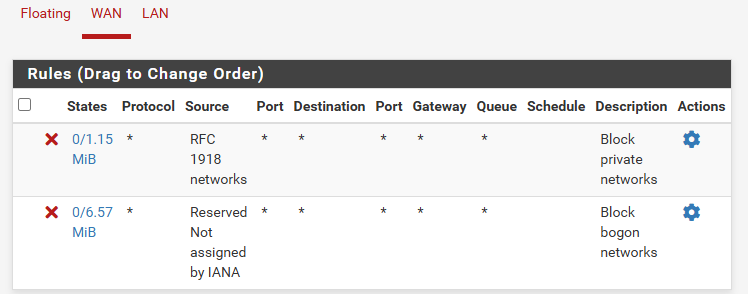 Floating WAN LAN
Rules (Drag to Change Order)
States Protocol Source Port Destination Port Gateway Queue Schedule Description Actions
0/1.15 * RFC * * * * * Block
MiB 1918 private
networks networks
0/6.57 * Reserved * * * * * Block
MiB Not bogon
assigned networks
by IANA